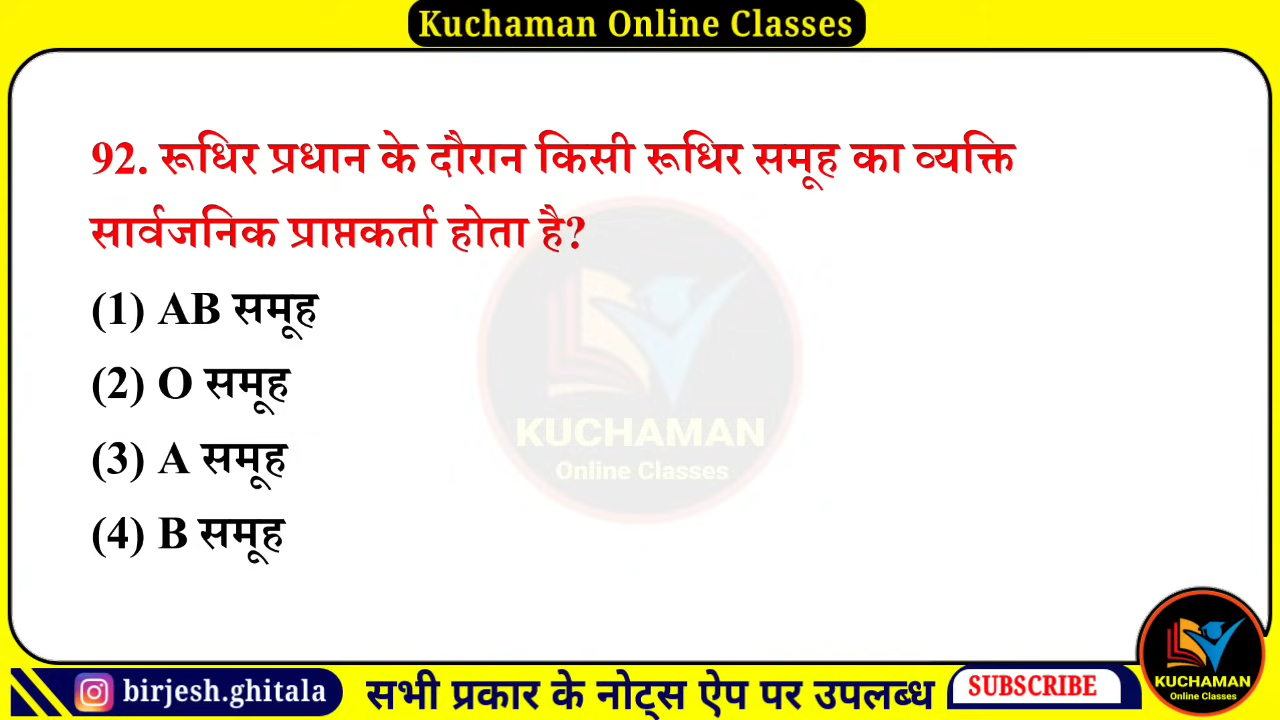 Kuchaman Online Classes
92. रूधिर प्रधान के दौरान किसी रूधिर समूह का व्यक्ति
सार्वजनिक प्राप्तकर्ता होता है?
(1) AB समूह
(2) O समूह
(3) A समूह
(4) B समूह
KUCHAMAN
Online Classes
birjesh.ghitala
सभी प्रकार के नोट्स ऐप पर उपलब्ध
SUBSCRIBE
KUCHAMAN
Online Classes